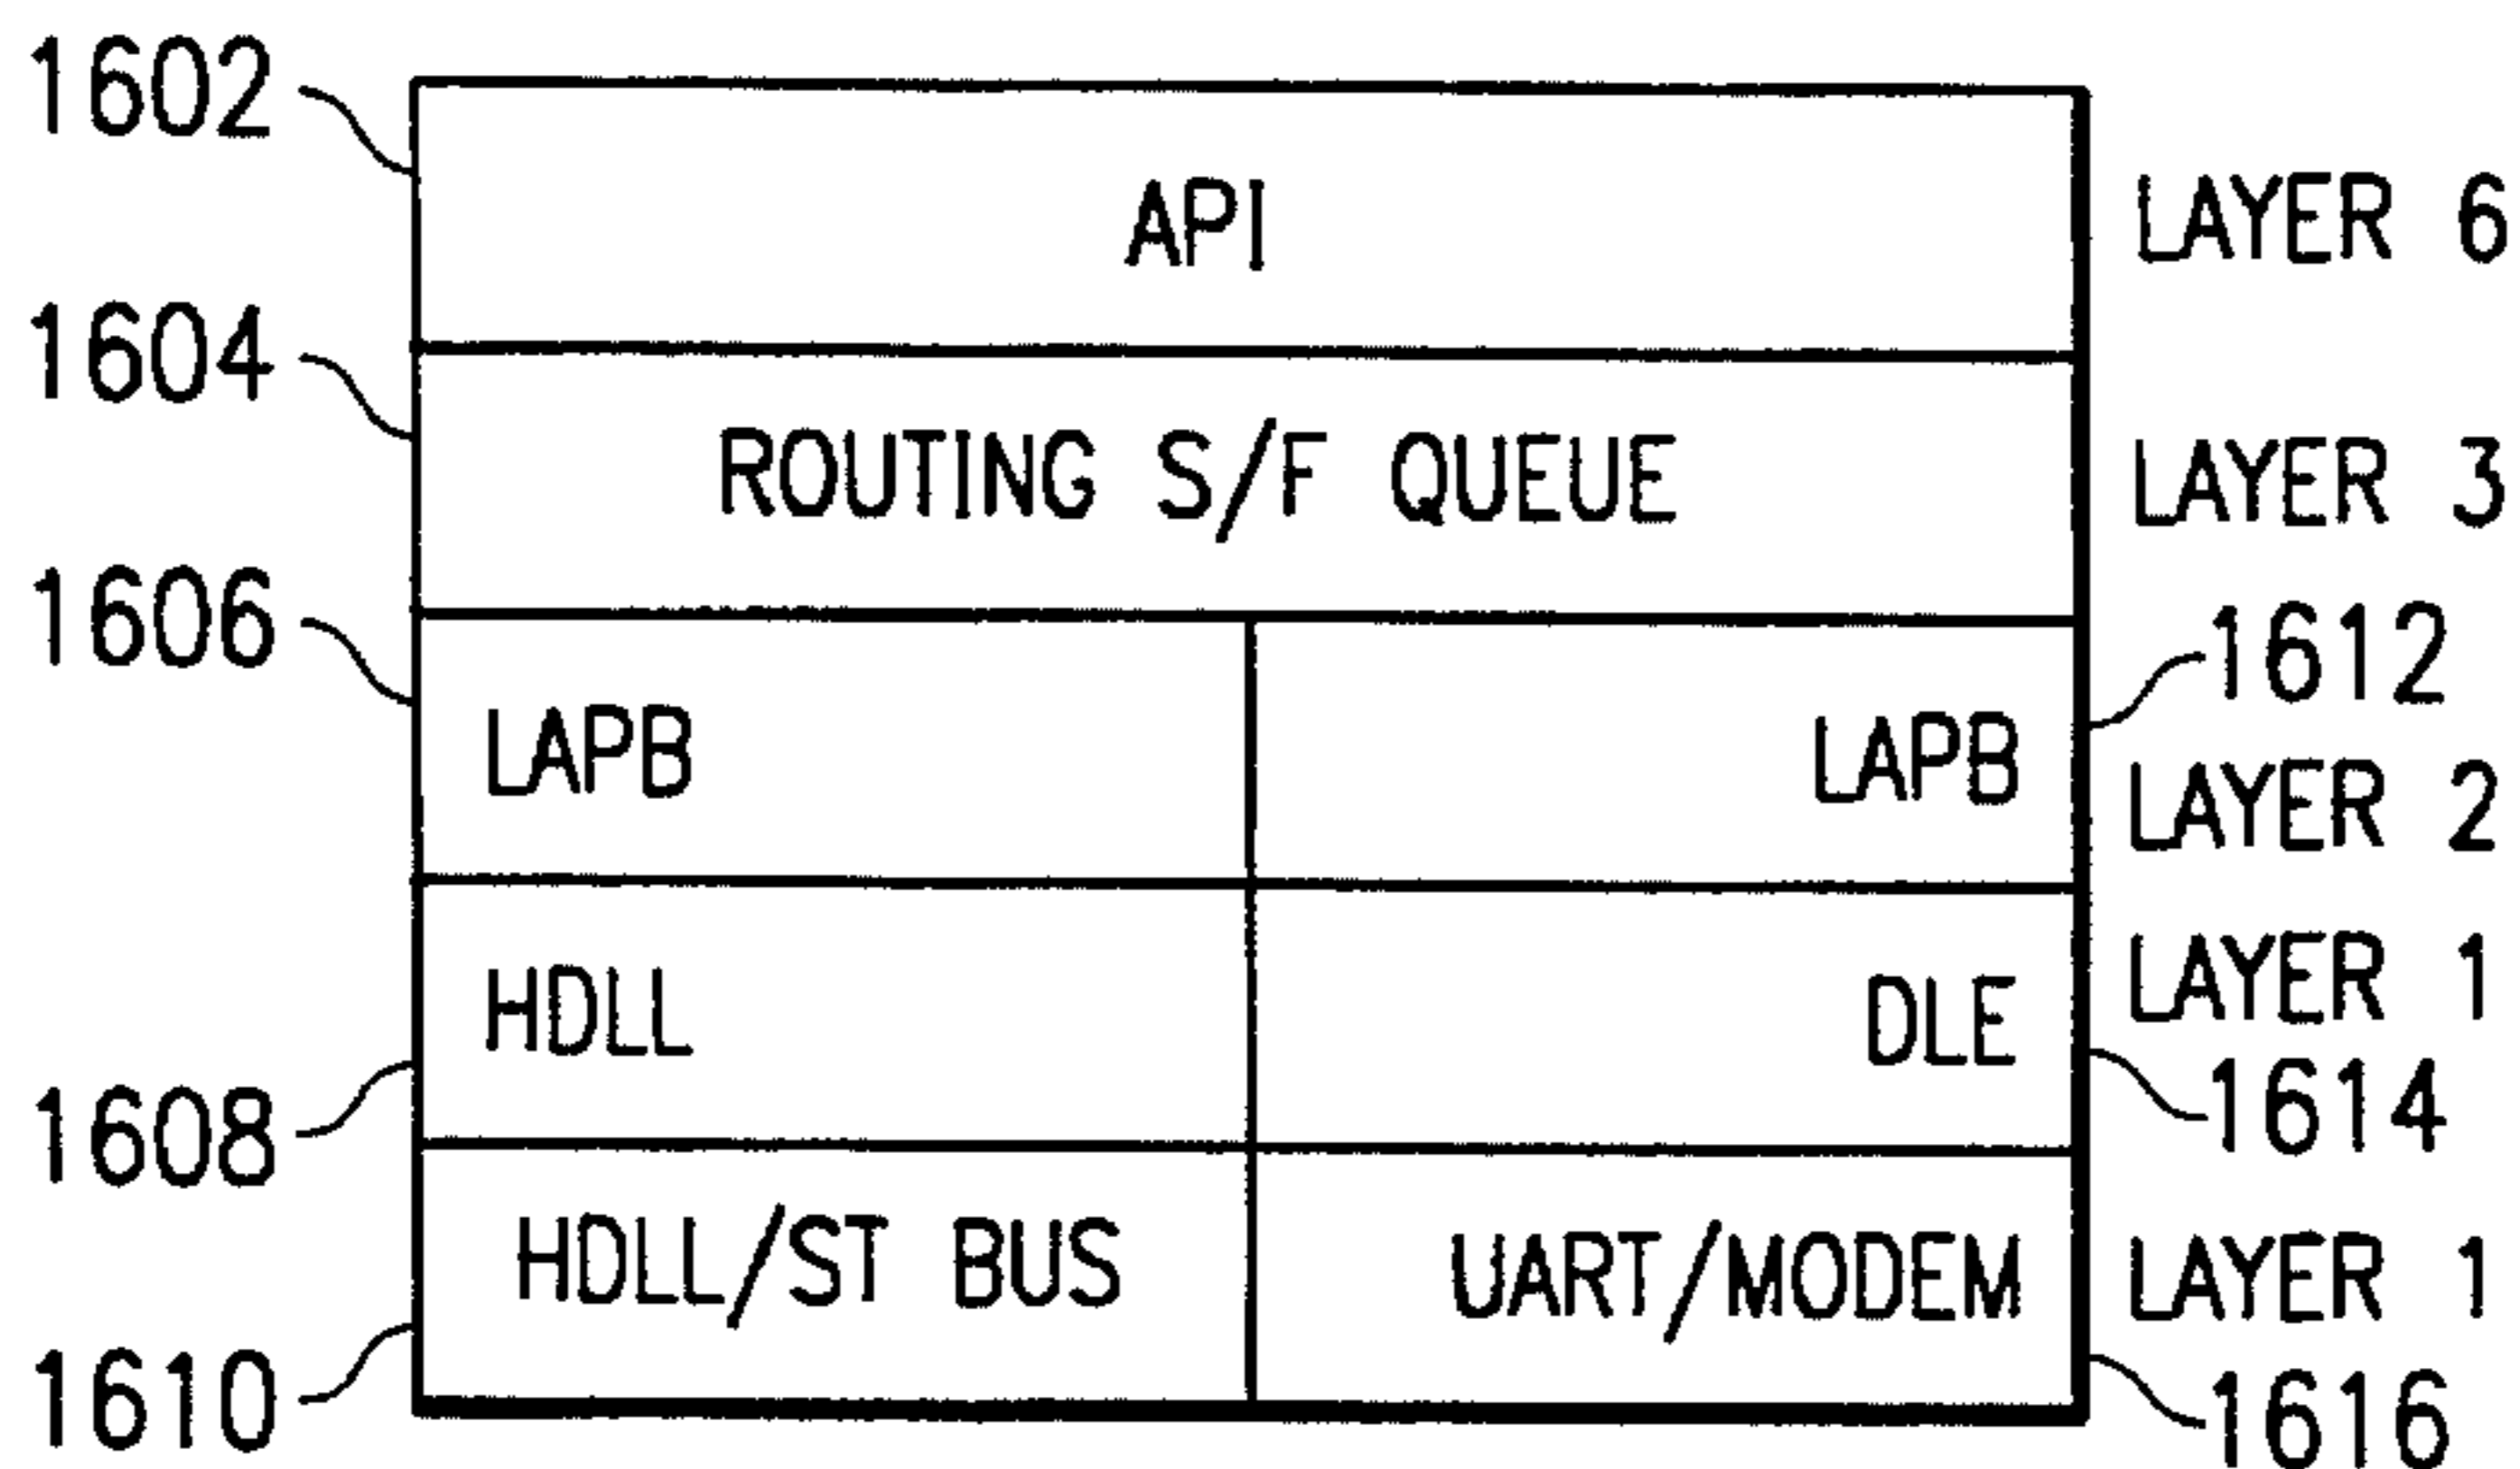 1602
API
LAYER 6
1604
ROUTING S/F QUEUE
LAYER 3
1606
LAPB
LAPB
1612
LAYER 2
HDLL
DLE
LAYER 1
1608
1614
HDLL/ST BUS
UART/MODEM
LAYER 1
1610
1616